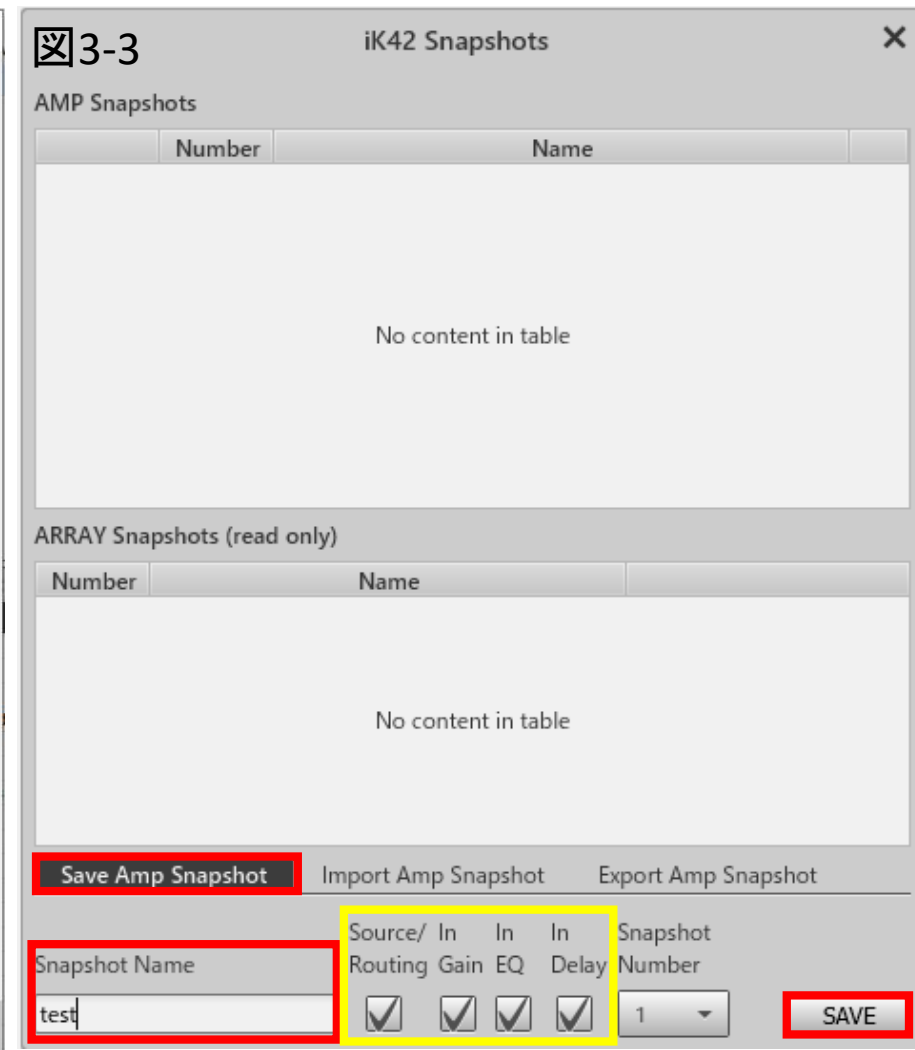 図3-3
iK42 Snapshots
AMP Snapshots
Number Name
No content in table
ARRAY Snapshots (read only)
Number Name
No content in table
Save Amp Snapshot Import Amp Snapshot Export Amp Snapshot
Source/ In In In Snapshot
Snapshot Name Routing Gain EQ Delay Number
test 1 SAVE